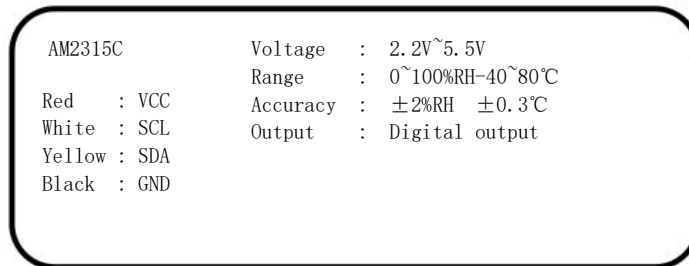 AM2315C
Red : VCC
White : SCL
Yellow : SDA
Black : GND
Voltage : 2.2V~5.5V
Range : 0~100%RH-40~80℃
Accuracy : ±2%RH ±0.3℃
Output : Digital output